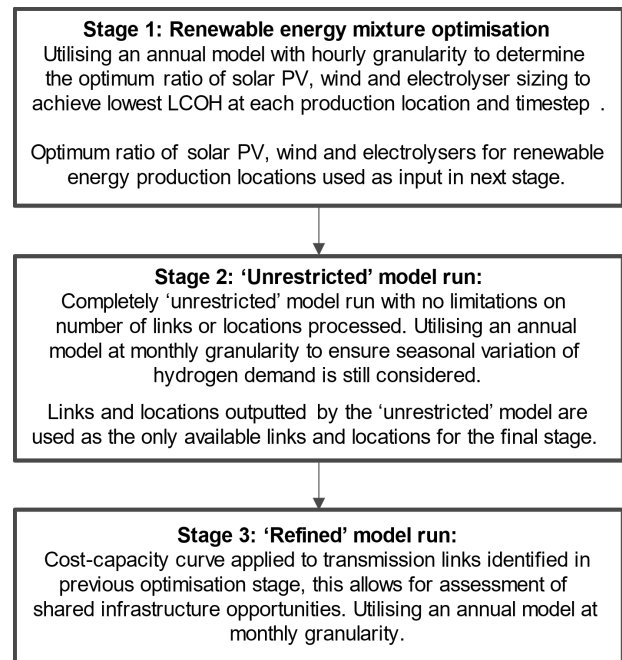 Stage 1: Renewable energy mixture optimisation
Utilising an annual model with hourly granularity to determine
the optimum ratio of solar PV, wind and electrolyser sizing to
achieve lowest LCOH at each production location and timestep .
Optimum ratio of solar PV, wind and electrolysers for renewable
energy production locations used as input in next stage.
Stage 2: ‘Unrestricted’ model run:
Completely ‘unrestricted’ model run with no limitations on
number of links or locations processed. Utilising an annual
model at monthly granularity to ensure seasonal variation of
hydrogen demand is still considered.
Links and locations outputted by the ‘unrestricted’ model are
used as the only available links and locations for the final stage.
Stage 3: ‘Refined’ model run:
Cost-capacity curve applied to transmission links identified in
previous optimisation stage, this allows for assessment of
shared infrastructure opportunities. Utilising an annual model at
monthly granularity.